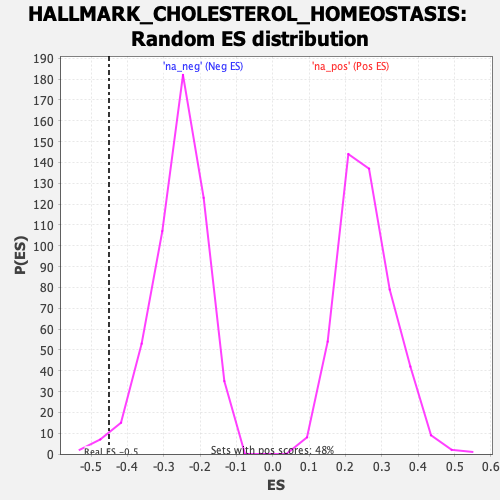 HALLMARK_CHOLESTEROL_HOMEOSTASIS:
Random ES distribution
'na_neg' (Neg ES)
'na_pos' (Pos ES)
190
180
170
160
150
140
130
120
110
100
90
80
70
60
50
40
30
20
10
0
P(ES)
Real ES -0.5
Sets with pos scores: 48%
-0.5 -0.4 -0.3 -0.2 -0.1 0.0 0.1 0.2 0.3 0.4 0.5 0.6
ES